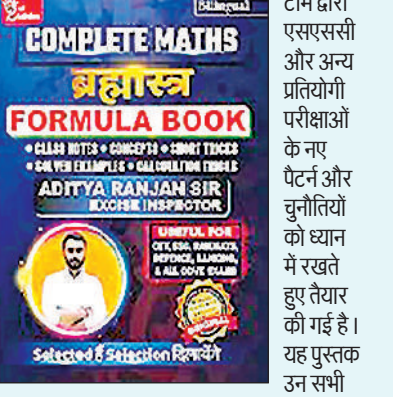 Bilingual
COMPLETE MATHS
ब्रह्मास्त्र
FORMULA BOOK
• CLASS NOTES • CONCEPTS • SHORT TRICKS
• SOLVED EXAMPLES • CALCULATION TRICKS
ADITYA RANJAN SIR
EXCISE INSPECTOR
USEFUL FOR
CET, SSC, RAILWAYS,
DEFENCE, BANKING,
& ALL GOVT EXAMS
ORIGINAL
Selected हैं Selection दिलायेंगे
टीम द्वारा
एसएससी
और अन्य
प्रतियोगी
परीक्षाओं
के नए
पैटर्न और
चुनौतियों
को ध्यान
में रखते
हुए तैयार
की गई है।
यह पुस्तक
उन सभी